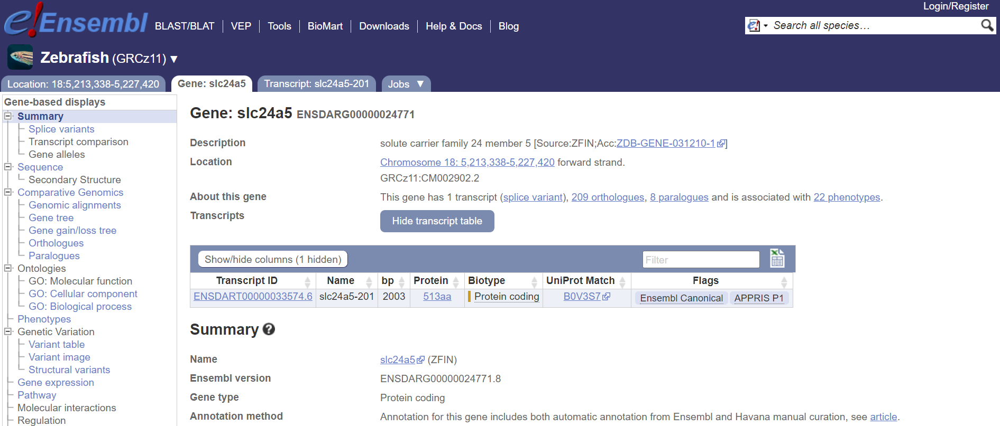 Login/Register
e!Ensembl BLAST/BLAT VEP Tools BioMart Downloads Help & Docs Blog
e! Search all species…
Zebrafish (GRCz11) ▼
Location: 18:5,213,338-5,227,420 Gene: slc24a5 Transcript: slc24a5-201 Jobs ▼
Gene-based displays
Summary
Splice variants
Transcript comparison
Gene alleles
Sequence
Secondary Structure
Comparative Genomics
Genomic alignments
Gene tree
Gene gain/loss tree
Orthologues
Paralogues
Ontologies
GO: Molecular function
GO: Cellular component
GO: Biological process
Phenotypes
Genetic Variation
Variant table
Variant image
Structural variants
Gene expression
Pathway
Molecular interactions
Regulation
Gene: slc24a5 ENSDARG00000024771
Description solute carrier family 24 member 5 [Source:ZFIN;Acc:ZDB-GENE-031210-1]
Location Chromosome 18: 5,213,338-5,227,420 forward strand.
GRCz11:CM002902.2
About this gene This gene has 1 transcript (splice variant), 209 orthologues, 8 paralogues and is associated with 22 phenotypes.
Transcripts Hide transcript table
Show/hide columns (1 hidden) Filter
Transcript ID Name bp Protein Biotype UniProt Match Flags
ENSDART00000033574.6 slc24a5-201 2003 513aa Protein coding B0V3S7 Ensembl Canonical APPRIS P1
Summary ?
Name slc24a5 (ZFIN)
Ensembl version ENSDARG00000024771.8
Gene type Protein coding
Annotation method Annotation for this gene includes both automatic annotation from Ensembl and Havana manual curation, see article.